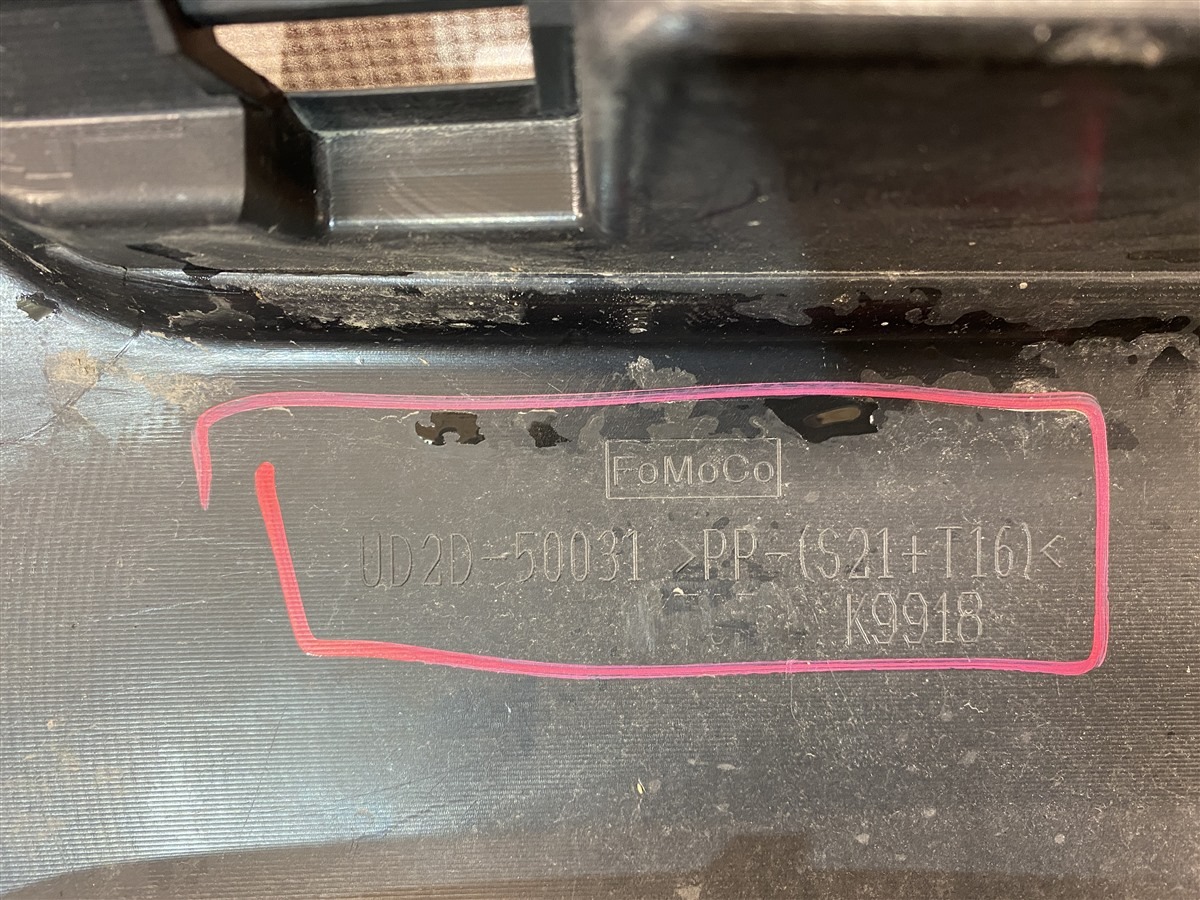 FoMoCo
UD2D-50031 >PP-(S21+T16)<
K9918